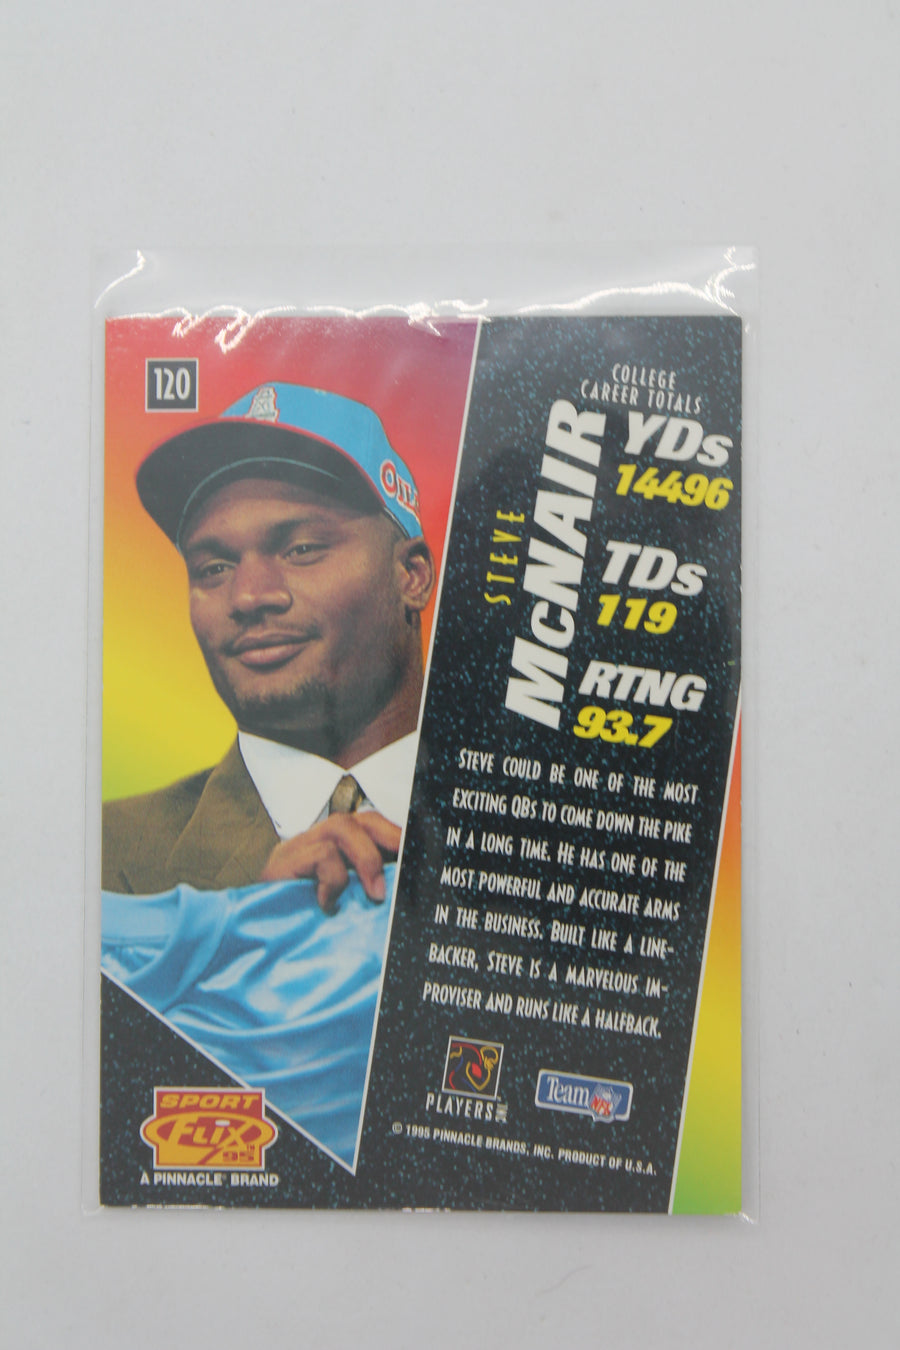 120
OIL
COLLEGE
CAREER TOTALS
STEVE
McNAIR
YDs
14496
TDs
119
RTNG
93.7
STEVE COULD BE ONE OF THE MOST
EXCITING QBS TO COME DOWN THE PIKE
IN A LONG TIME. HE HAS ONE OF THE
MOST POWERFUL AND ACCURATE ARMS
IN THE BUSINESS. BUILT LIKE A LINE-
BACKER, STEVE IS A MARVELOUS IM-
PROVISER AND RUNS LIKE A HALFBACK.
PLAYERS INC
Team NFL
© 1995 PINNACLE BRANDS, INC. PRODUCT OF U.S.A.
SPORT
FLIX
95
A PINNACLE® BRAND